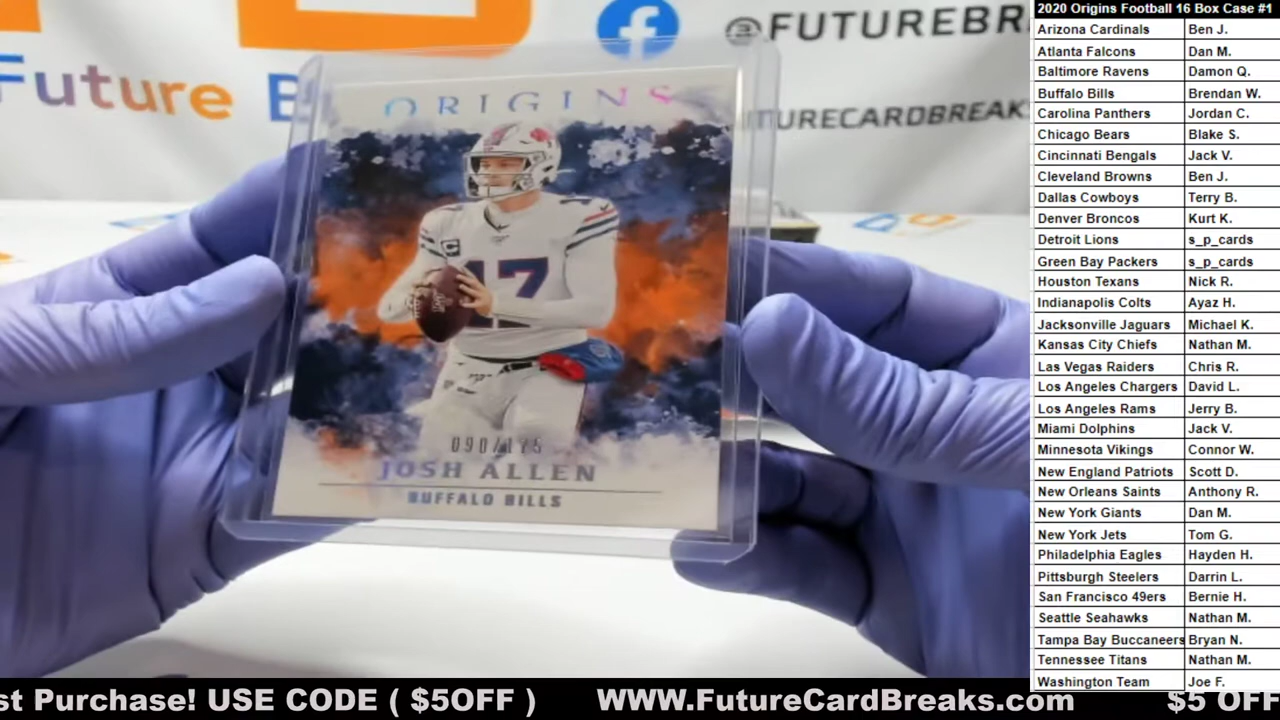 Future B
@FUTUREBR
FUTURECARDBREAKS
ORIGINS
17
C
090/125
JOSH ALLEN
BUFFALO BILLS
2020 Origins Football 16 Box Case #1
Arizona Cardinals Ben J.
Atlanta Falcons Dan M.
Baltimore Ravens Damon Q.
Buffalo Bills Brendan W.
Carolina Panthers Jordan C.
Chicago Bears Blake S.
Cincinnati Bengals Jack V.
Cleveland Browns Ben J.
Dallas Cowboys Terry B.
Denver Broncos Kurt K.
Detroit Lions s_p_cards
Green Bay Packers s_p_cards
Houston Texans Nick R.
Indianapolis Colts Ayaz H.
Jacksonville Jaguars Michael K.
Kansas City Chiefs Nathan M.
Las Vegas Raiders Chris R.
Los Angeles Chargers David L.
Los Angeles Rams Jerry B.
Miami Dolphins Jack V.
Minnesota Vikings Connor W.
New England Patriots Scott D.
New Orleans Saints Anthony R.
New York Giants Dan M.
New York Jets Tom G.
Philadelphia Eagles Hayden H.
Pittsburgh Steelers Darrin L.
San Francisco 49ers Bernie H.
Seattle Seahawks Nathan M.
Tampa Bay Buccaneers Bryan N.
Tennessee Titans Nathan M.
Washington Team Joe F.
st Purchase! USE CODE ( $5OFF ) WWW.FutureCardBreaks.com $5 OFF